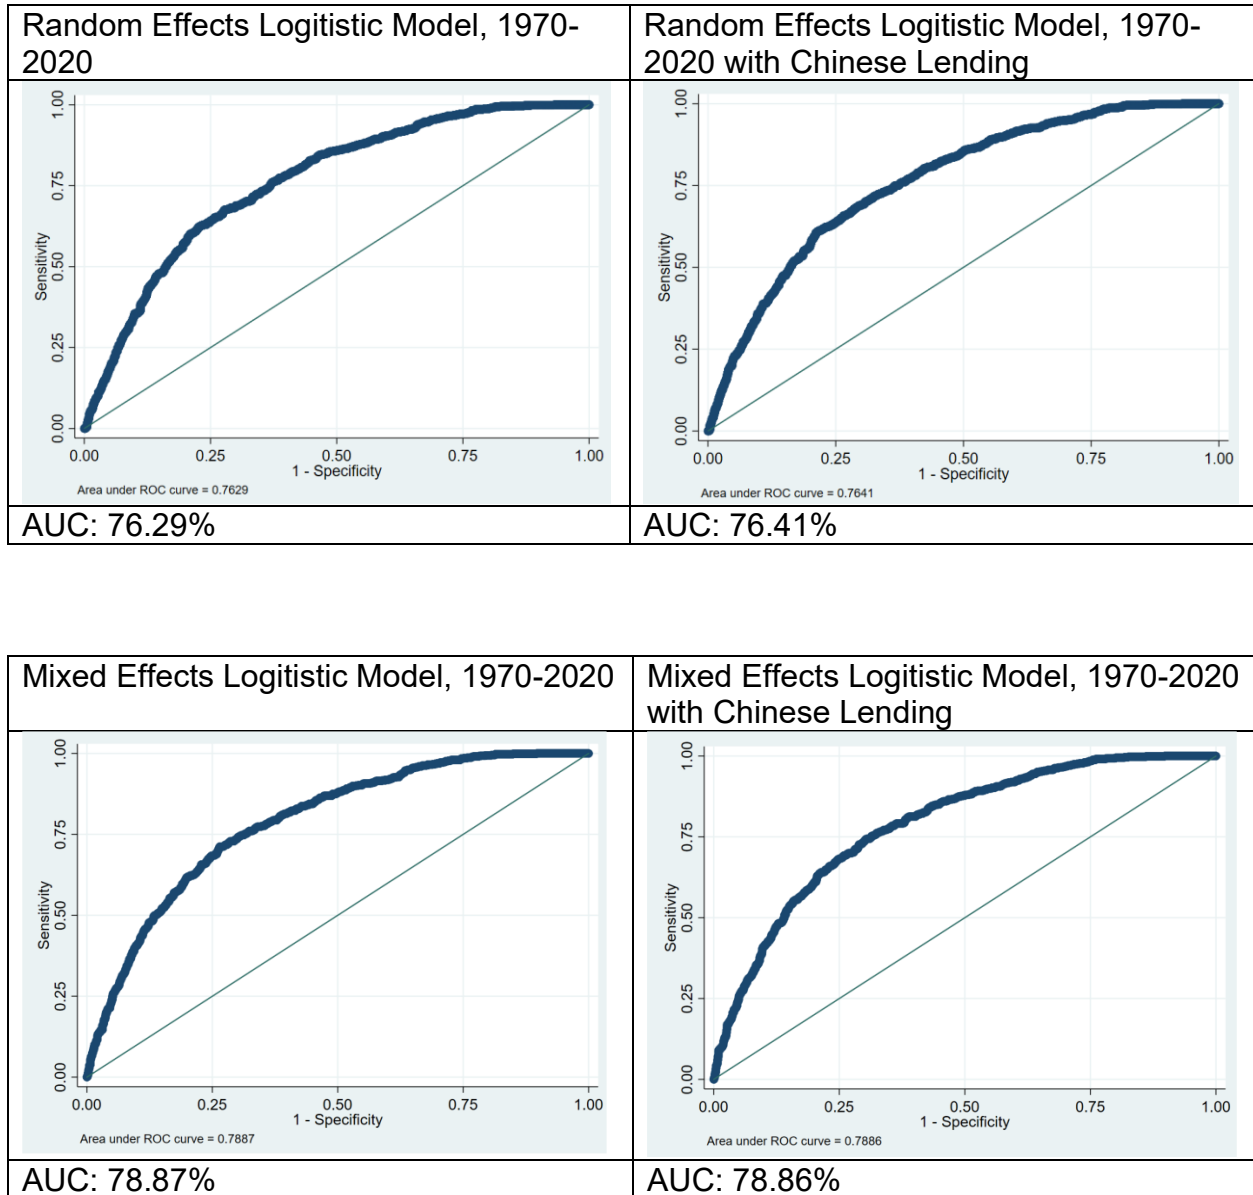 Random Effects Logitistic Model, 1970-
2020
Random Effects Logitistic Model, 1970-
2020 with Chinese Lending
1.00
0.75
0.50
0.25
0.00
Sensitivity
0.00 0.25 0.50 0.75 1.00
1 - Specificity
Area under ROC curve = 0.7629
1.00
0.75
0.50
0.25
0.00
Sensitivity
0.00 0.25 0.50 0.75 1.00
1 - Specificity
Area under ROC curve = 0.7641
AUC: 76.29%
AUC: 76.41%
Mixed Effects Logitistic Model, 1970-2020
Mixed Effects Logitistic Model, 1970-2020
with Chinese Lending
1.00
0.75
0.50
0.25
0.00
Sensitivity
0.00 0.25 0.50 0.75 1.00
1 - Specificity
Area under ROC curve = 0.7887
1.00
0.75
0.50
0.25
0.00
Sensitivity
0.00 0.25 0.50 0.75 1.00
1 - Specificity
Area under ROC curve = 0.7886
AUC: 78.87%
AUC: 78.86%